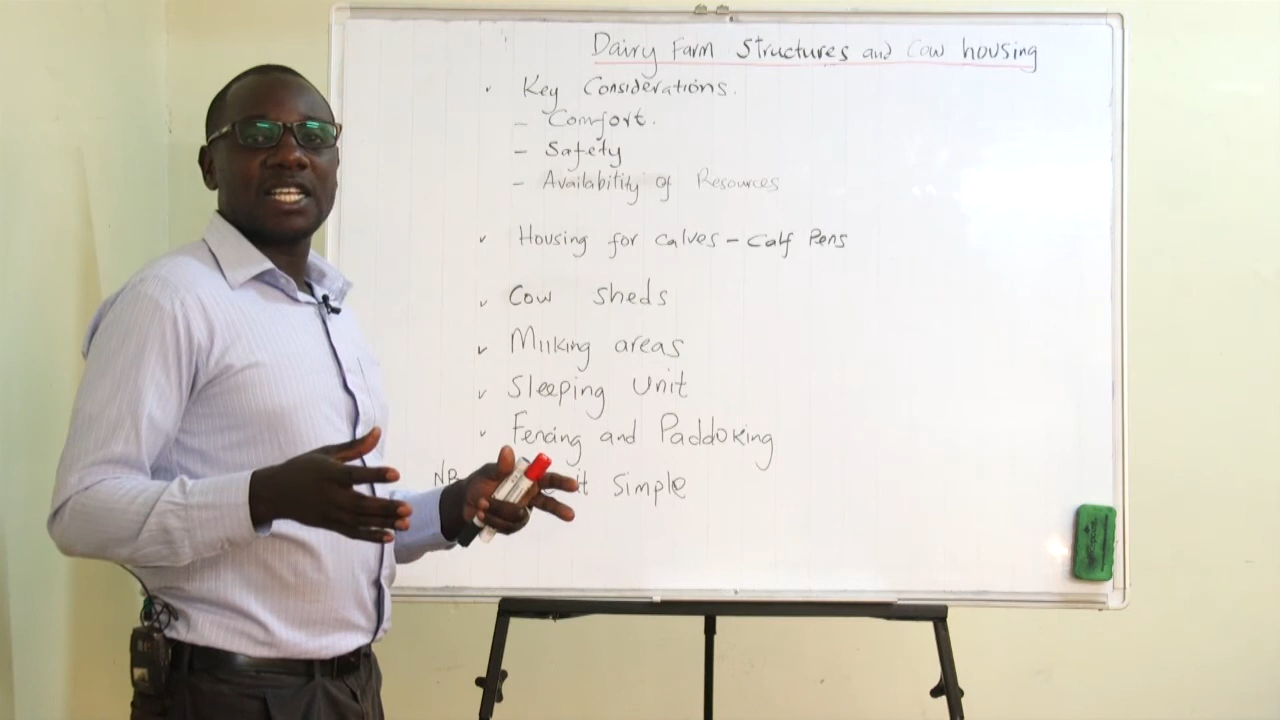 Dairy Farm Structures and Cow housing
Key Considerations.
- Comfort.
- Safety
- Availability of Resources
Housing for calves - Calf Pens
Cow sheds
Milking areas
Sleeping Unit
Fencing and Paddoking
NB it Simple